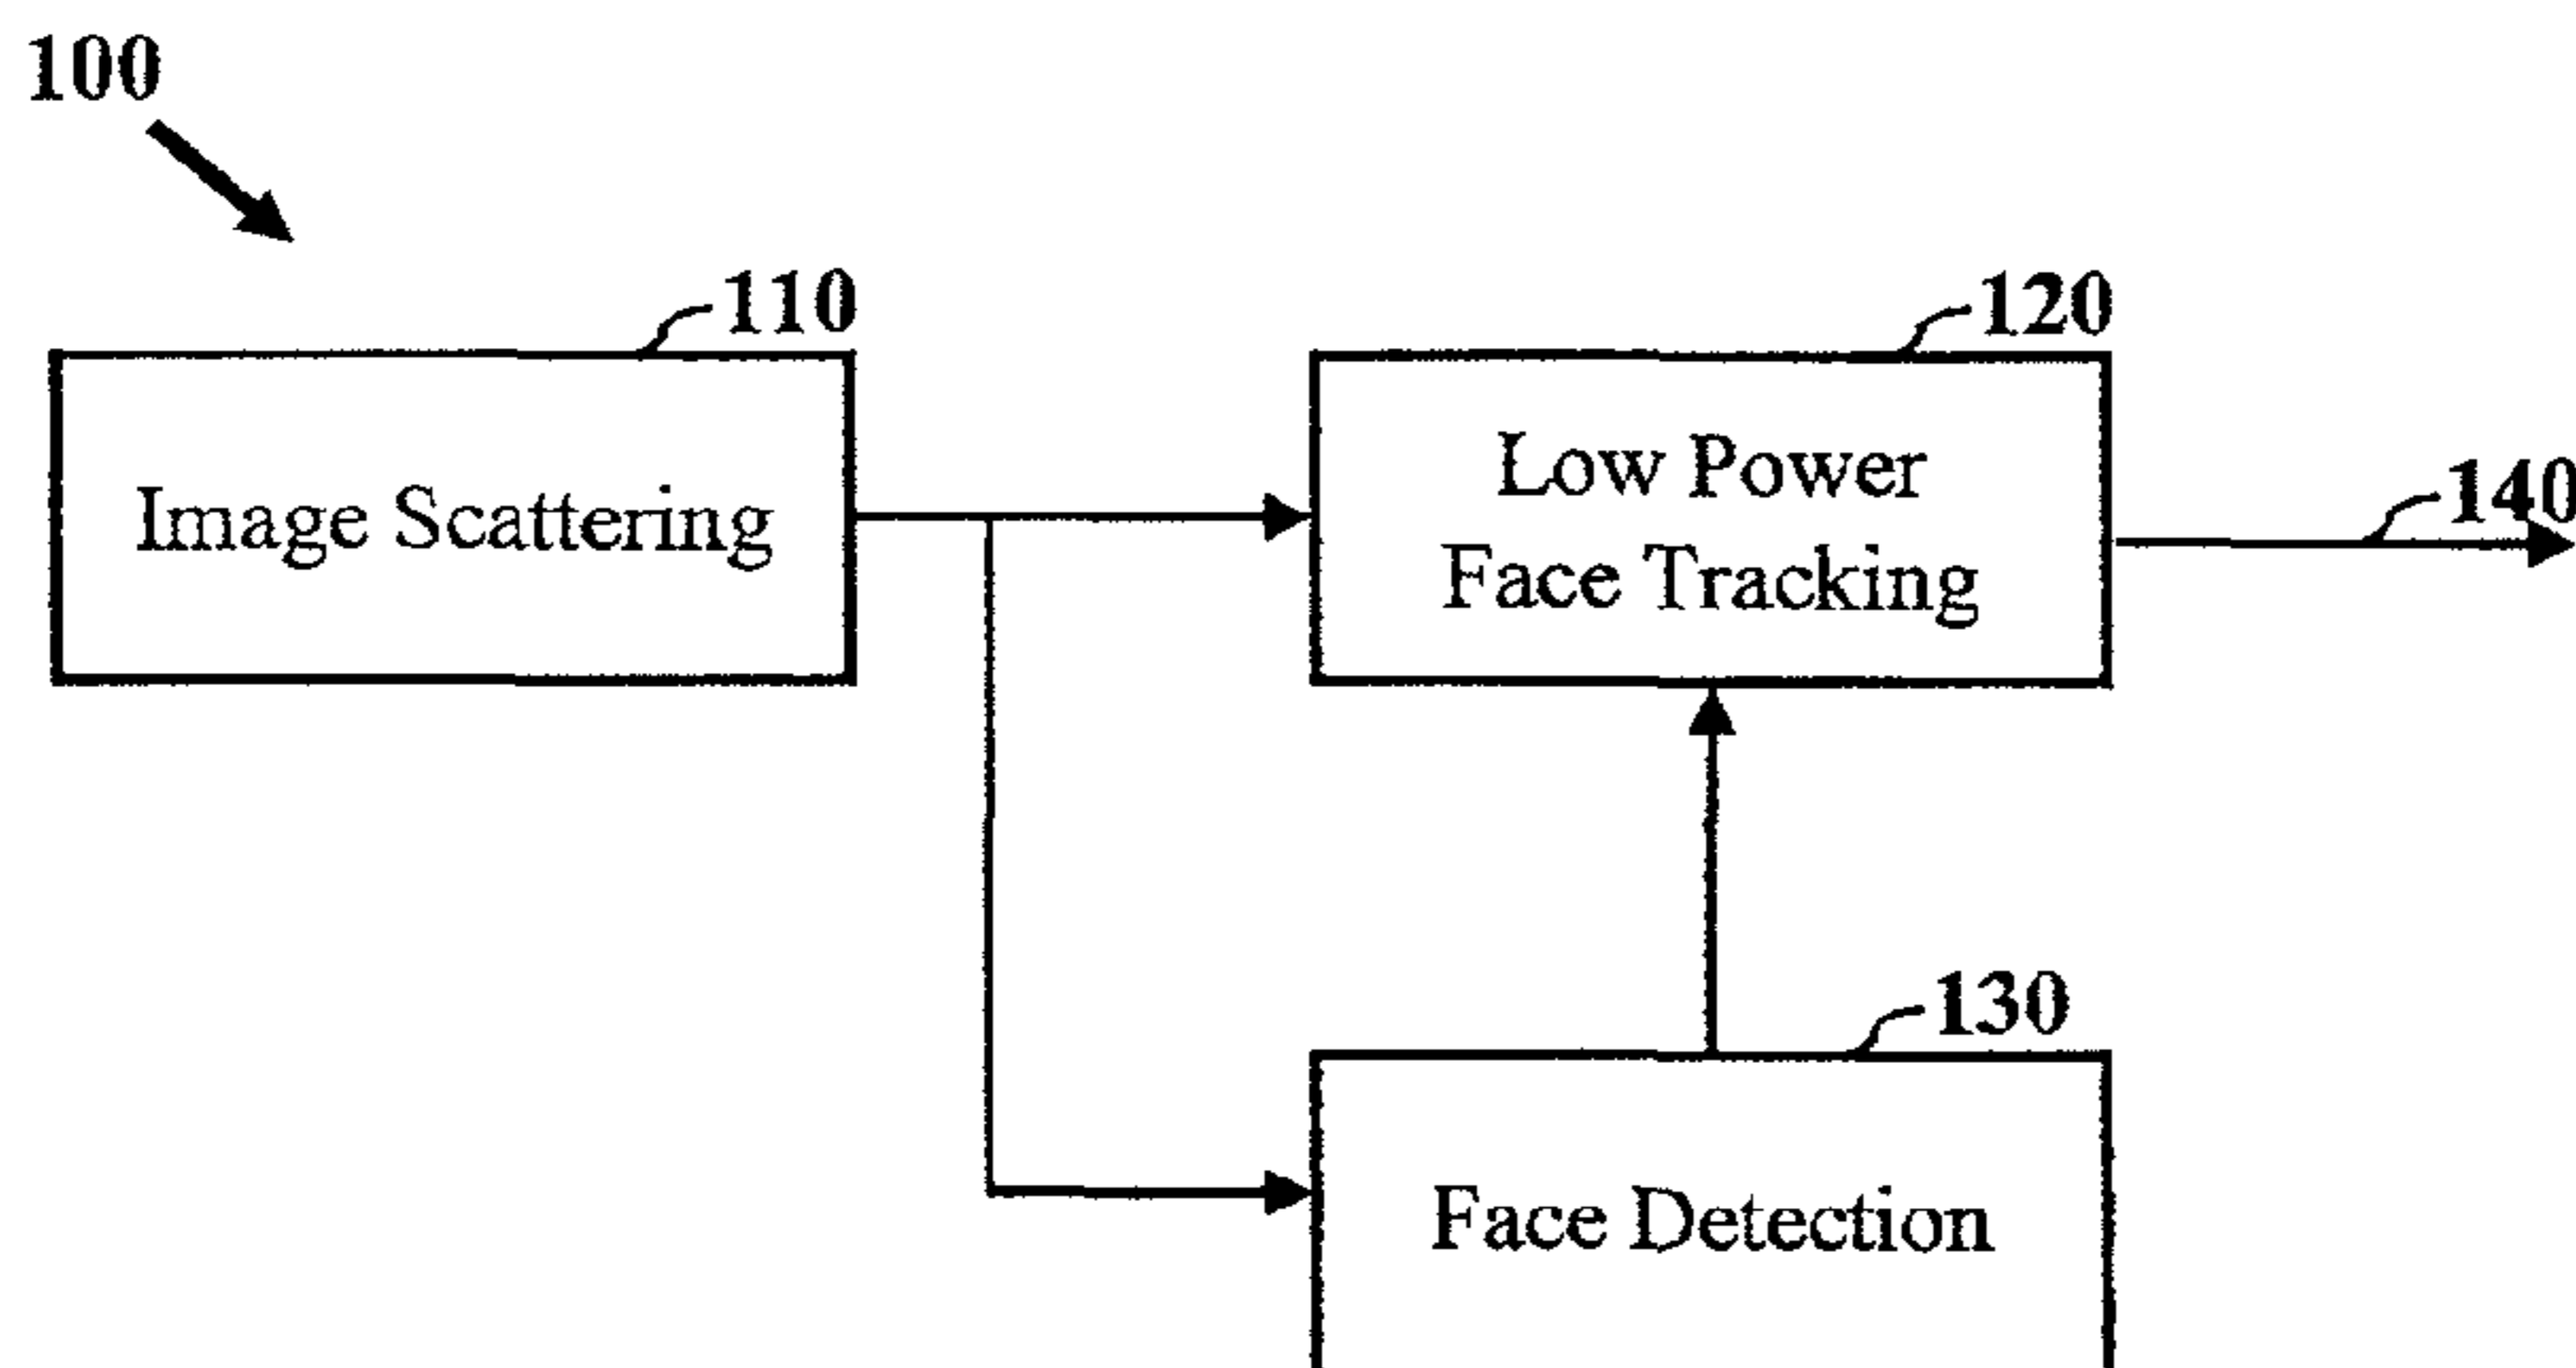 100
110
120
Image Scattering
Low Power
Face Tracking
140
130
Face Detection